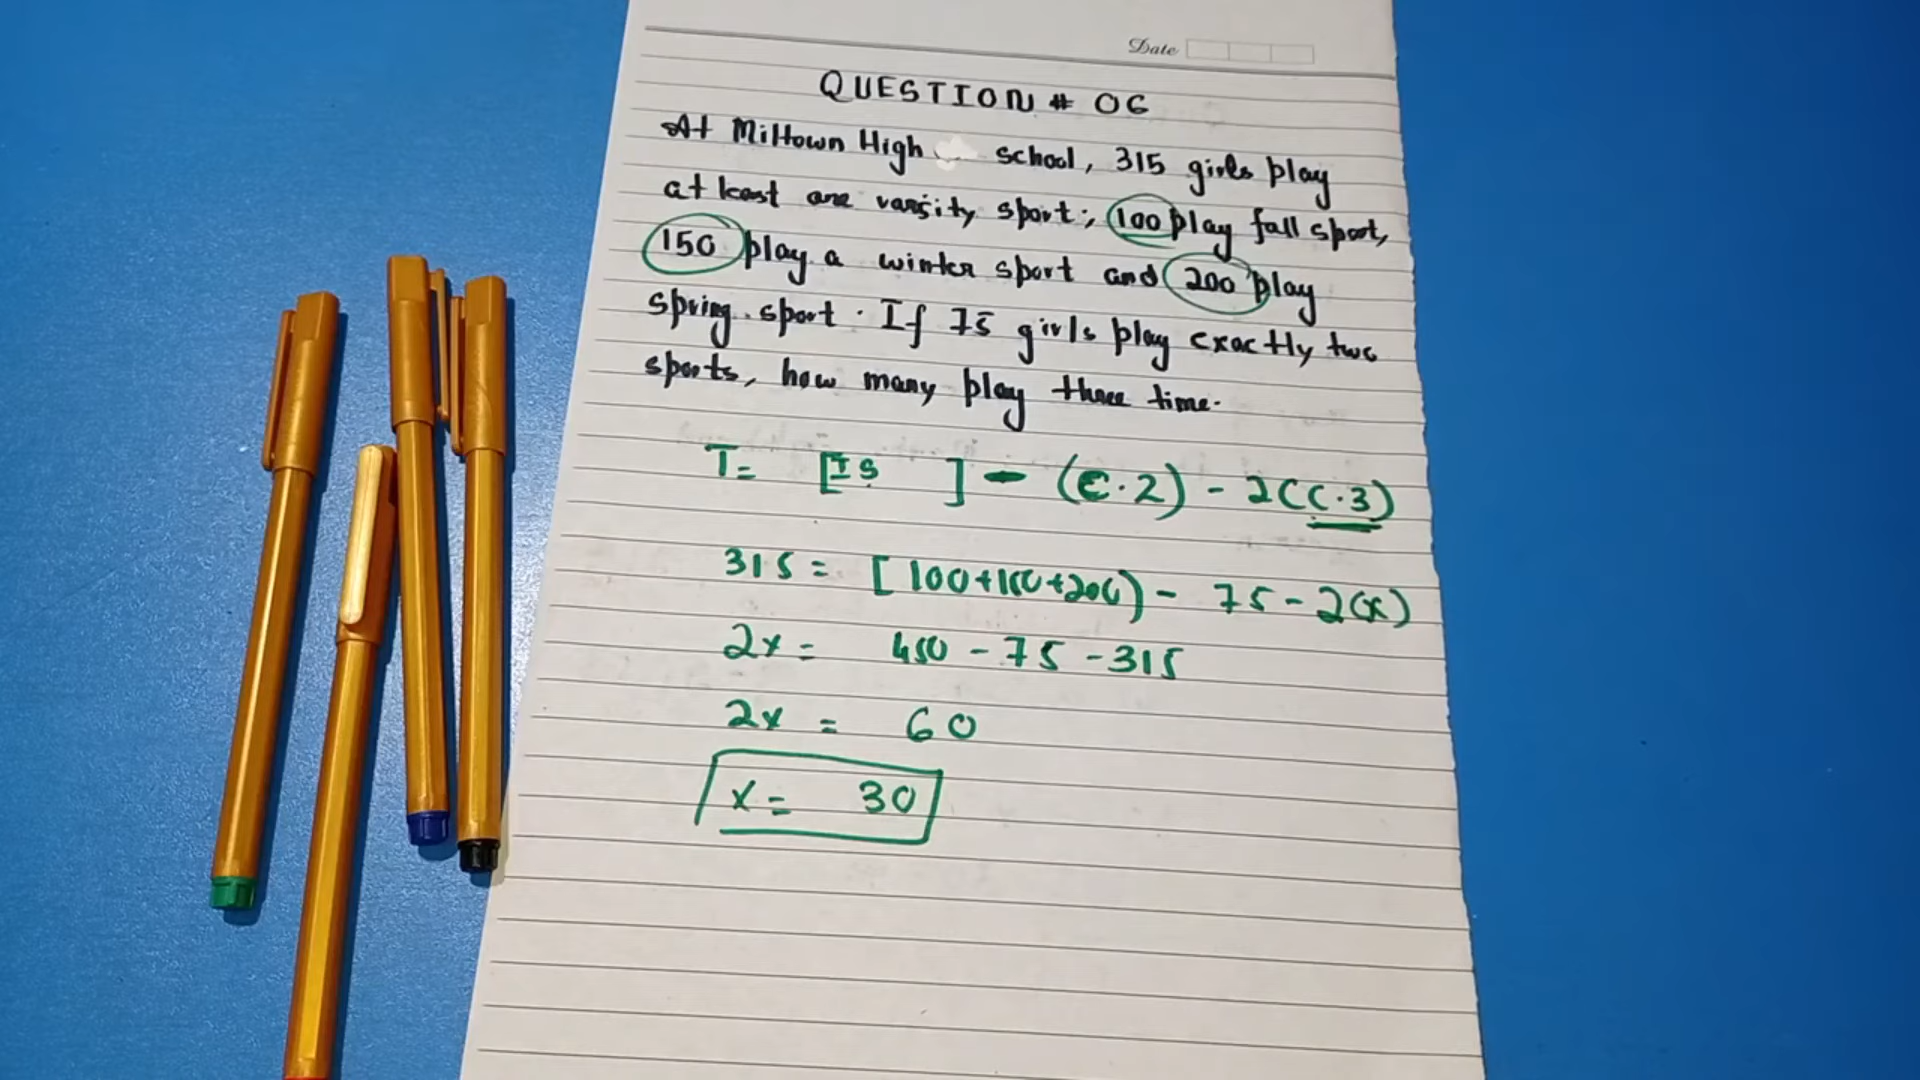 Date
QUESTION # 06
At Milltown High school, 315 girls play
at least one varsity sport; 100 play fall sport,
150 play a winter sport and 200 play
spring sport. If 75 girls play exactly two
sports, how many play three time.
T= [IS ] - (C.2) - 2(C.3)
315 = [100+150+200) - 75 - 2(x)
2x = 450 - 75 - 315
2x = 60
x = 30